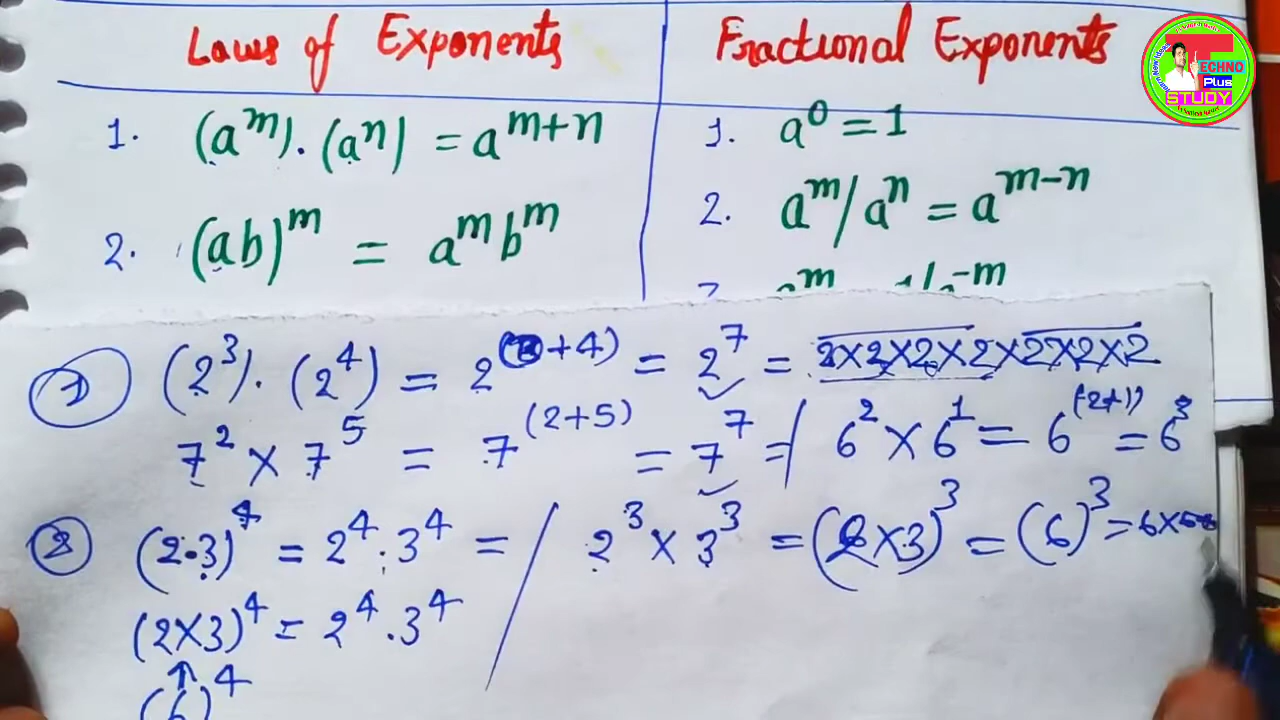 Laws of Exponents
Fractional Exponents
1. (a^m).(a^n) = a^m+n
1. a^0 = 1
2. (ab)^m = a^m b^m
2. a^m/a^n = a^m-n
TECHNO
Plus
STUDY
1 (2^3).(2^4) = 2^(3+4) = 2^7 = 2×2×2×2×2×2×2
7^2 × 7^5 = 7^(2+5) = 7^7 = / 6^2 × 6^1 = 6^(2+1) = 6^3
2 (2.3)^4 = 2^4.3^4 = / 2^3 × 3^3 = (2×3)^3 = (6)^3 = 6×
(2×3)^4 = 2^4.3^4
(6)^4